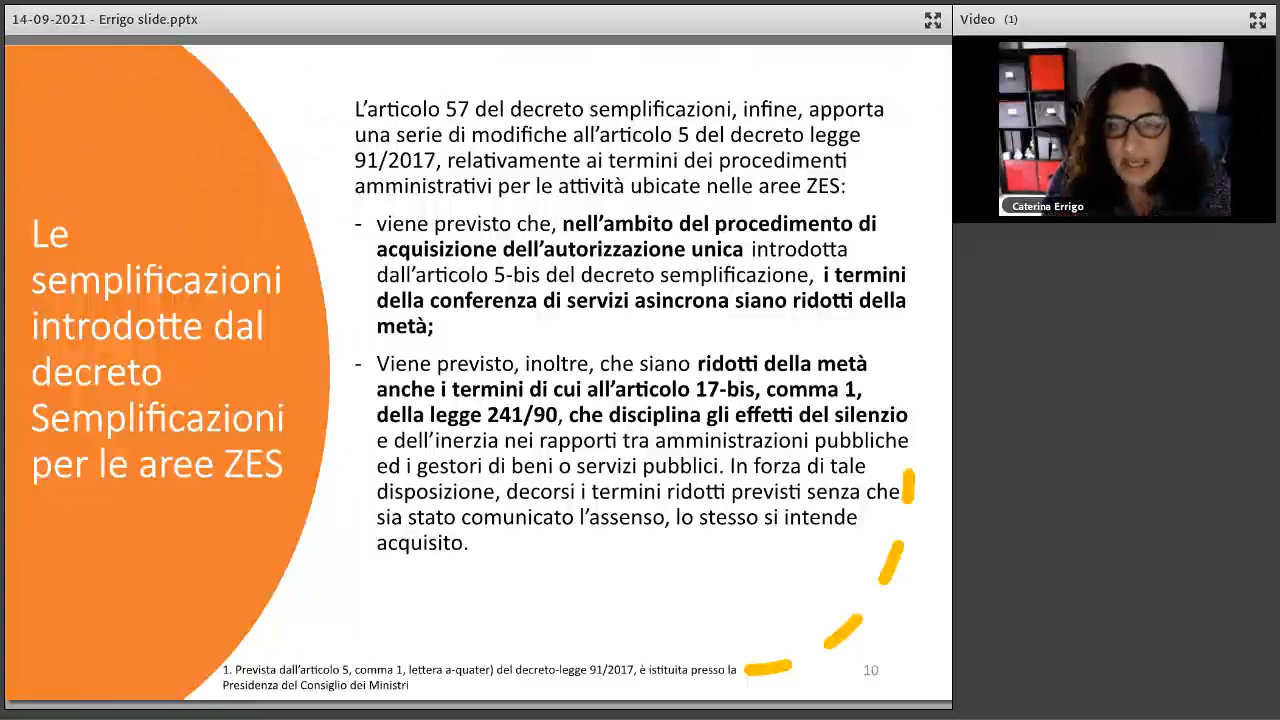 14-09-2021 - Errigo slide.pptx
Video (1)
Caterina Errigo
Le
semplificazioni
introdotte dal
decreto
Semplificazioni
per le aree ZES
L'articolo 57 del decreto semplificazioni, infine, apporta
una serie di modifiche all'articolo 5 del decreto legge
91/2017, relativamente ai termini dei procedimenti
amministrativi per le attività ubicate nelle aree ZES:
- viene previsto che, nell'ambito del procedimento di
acquisizione dell'autorizzazione unica introdotta
dall'articolo 5-bis del decreto semplificazione, i termini
della conferenza di servizi asincrona siano ridotti della
metà;
- Viene previsto, inoltre, che siano ridotti della metà
anche i termini di cui all'articolo 17-bis, comma 1,
della legge 241/90, che disciplina gli effetti del silenzio
e dell'inerzia nei rapporti tra amministrazioni pubbliche
ed i gestori di beni o servizi pubblici. In forza di tale
disposizione, decorsi i termini ridotti previsti senza che
sia stato comunicato l'assenso, lo stesso si intende
acquisito.
1. Prevista dall'articolo 5, comma 1, lettera a-quater) del decreto-legge 91/2017, è istituita presso la
Presidenza del Consiglio dei Ministri
10